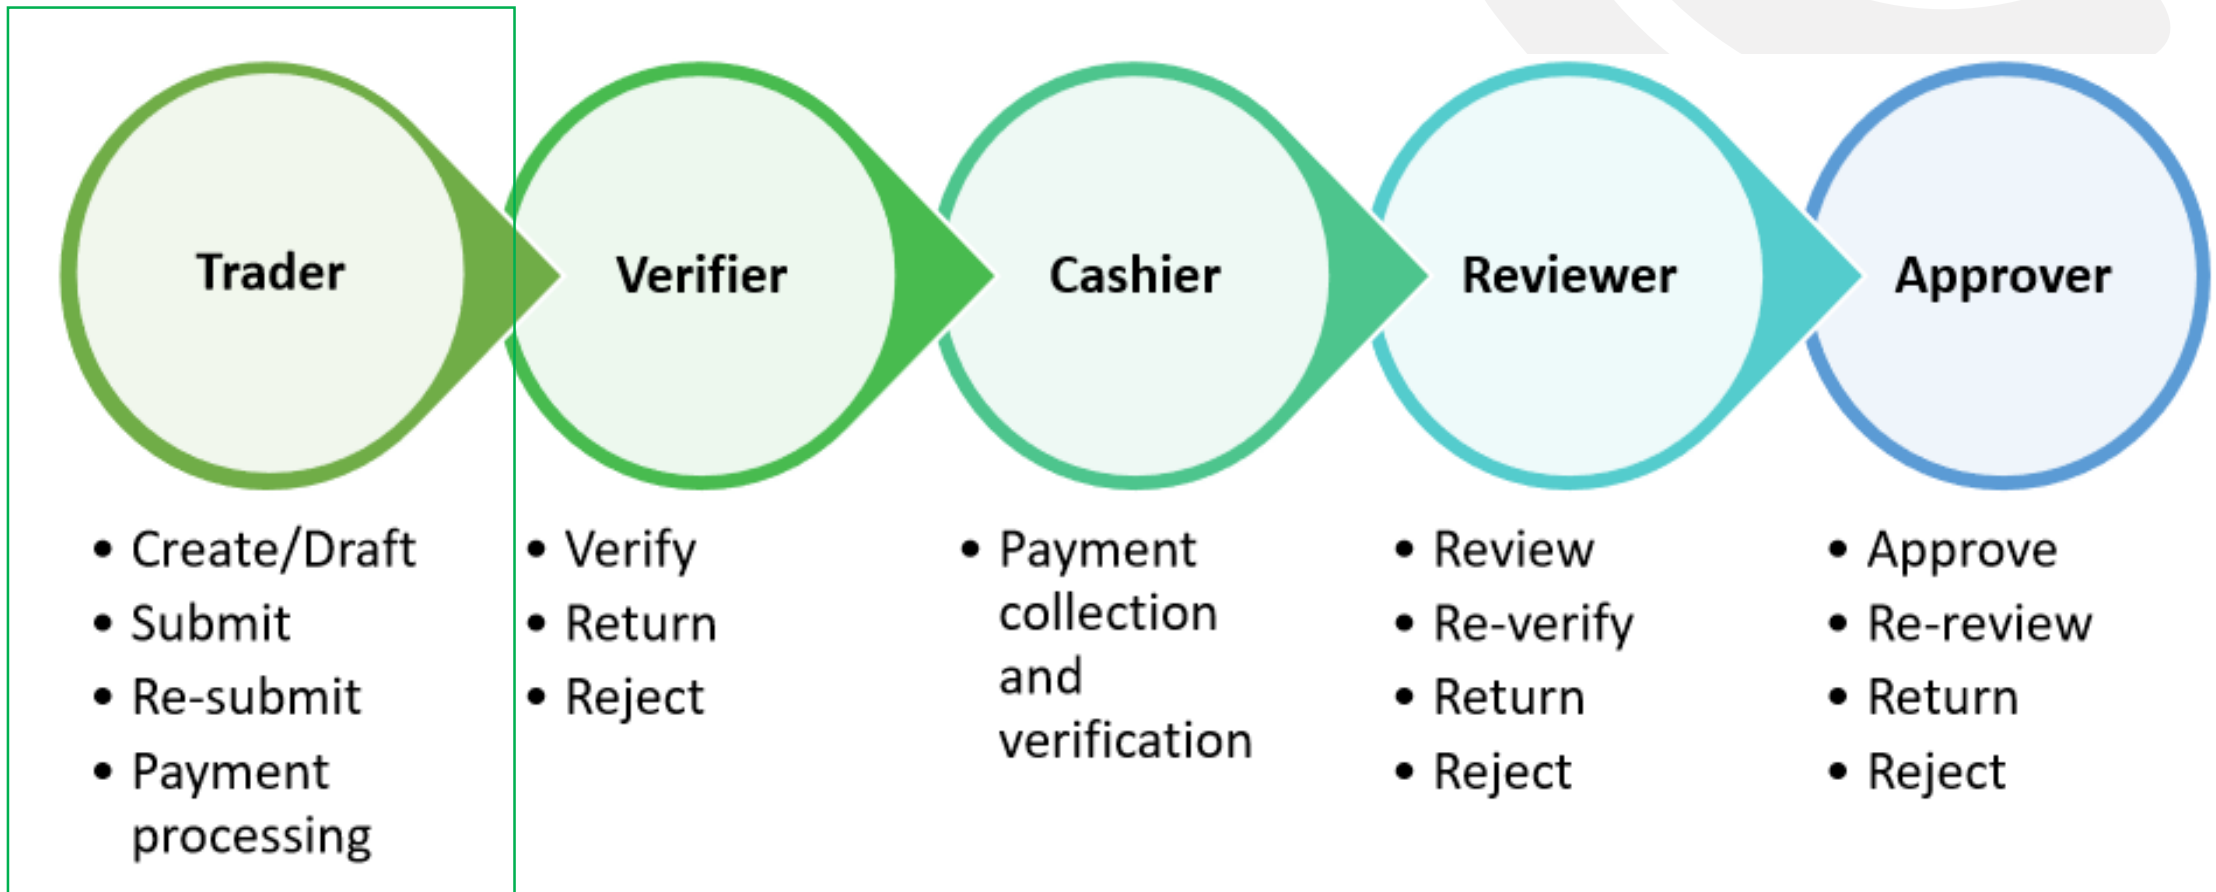 Trader
Verifier
Cashier
Reviewer
Approver
• Create/Draft
• Submit
• Re-submit
• Payment
processing
• Verify
• Return
• Reject
• Payment
collection
and
verification
• Review
• Re-verify
• Return
• Reject
• Approve
• Re-review
• Return
• Reject